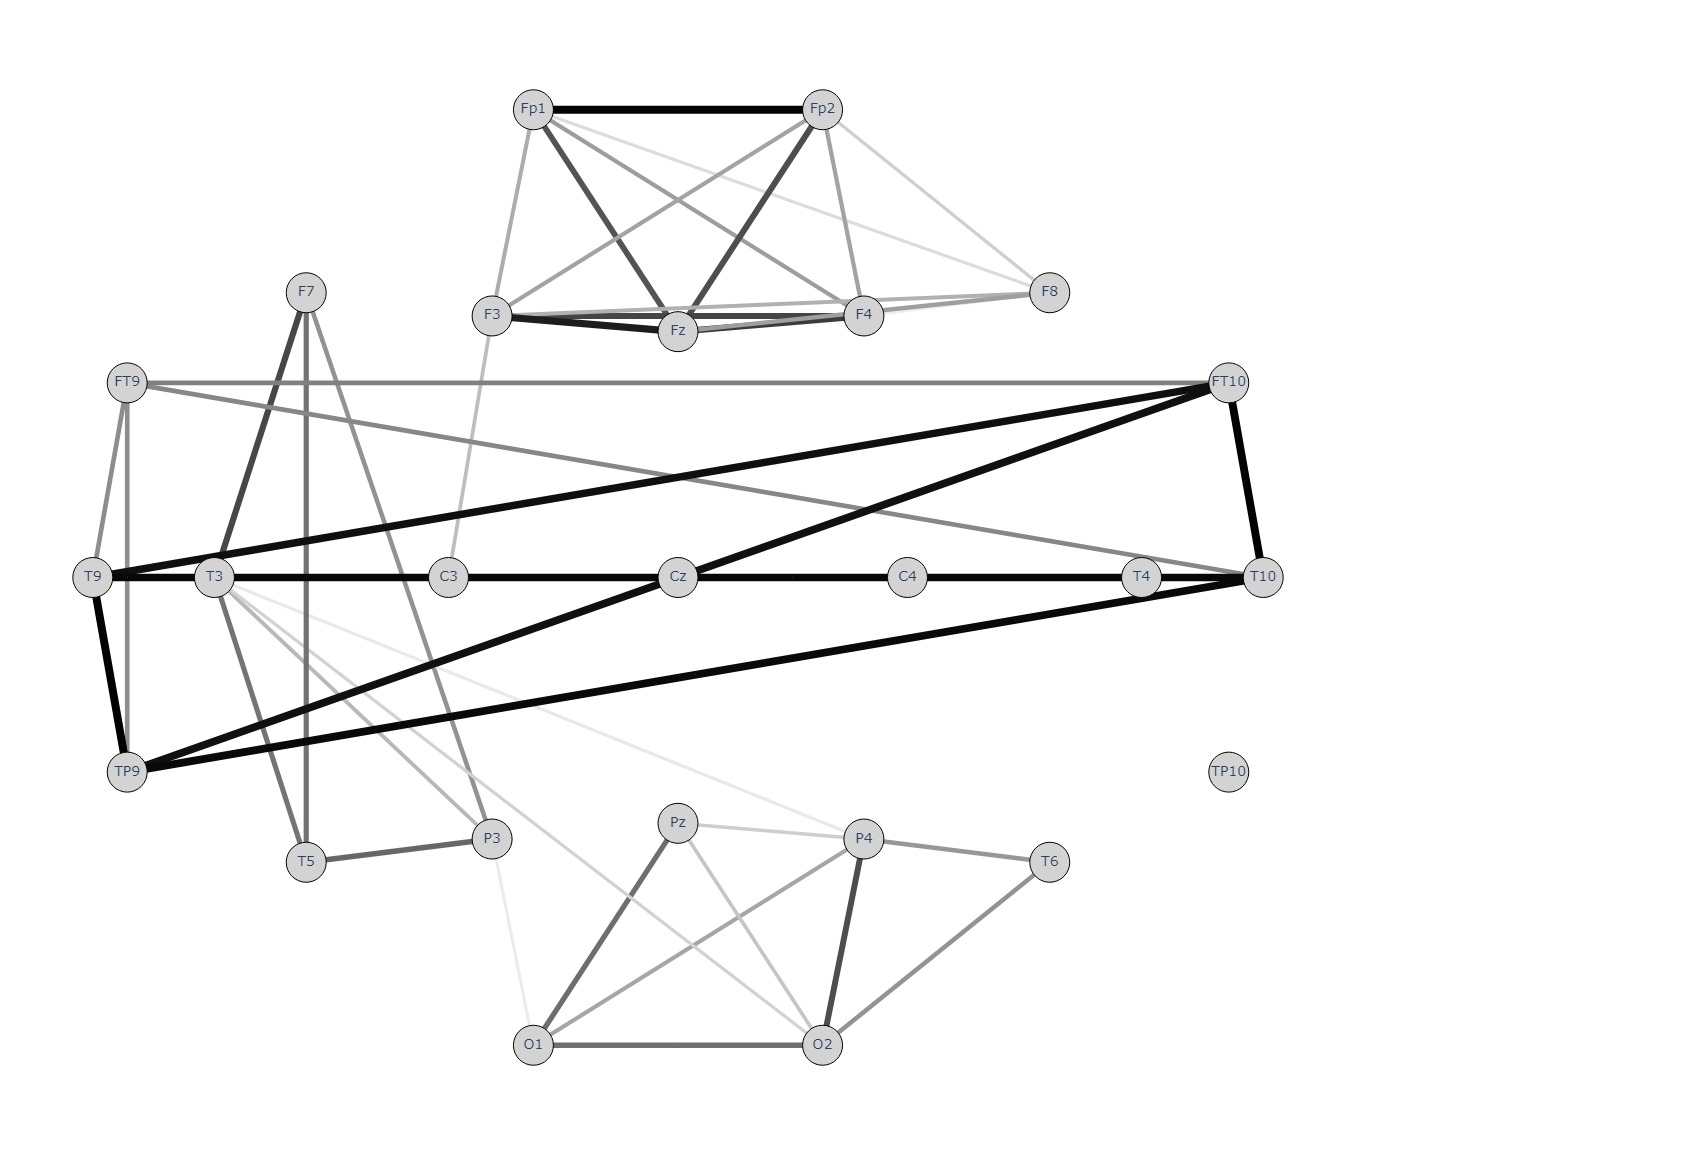 Fp1 Fp2
F7 F8
F3 Fz F4
FT9 FT10
T9 T3 C3 Cz C4 T4 T10
TP9 TP10
Pz
P3 P4
T5 T6
O1 O2